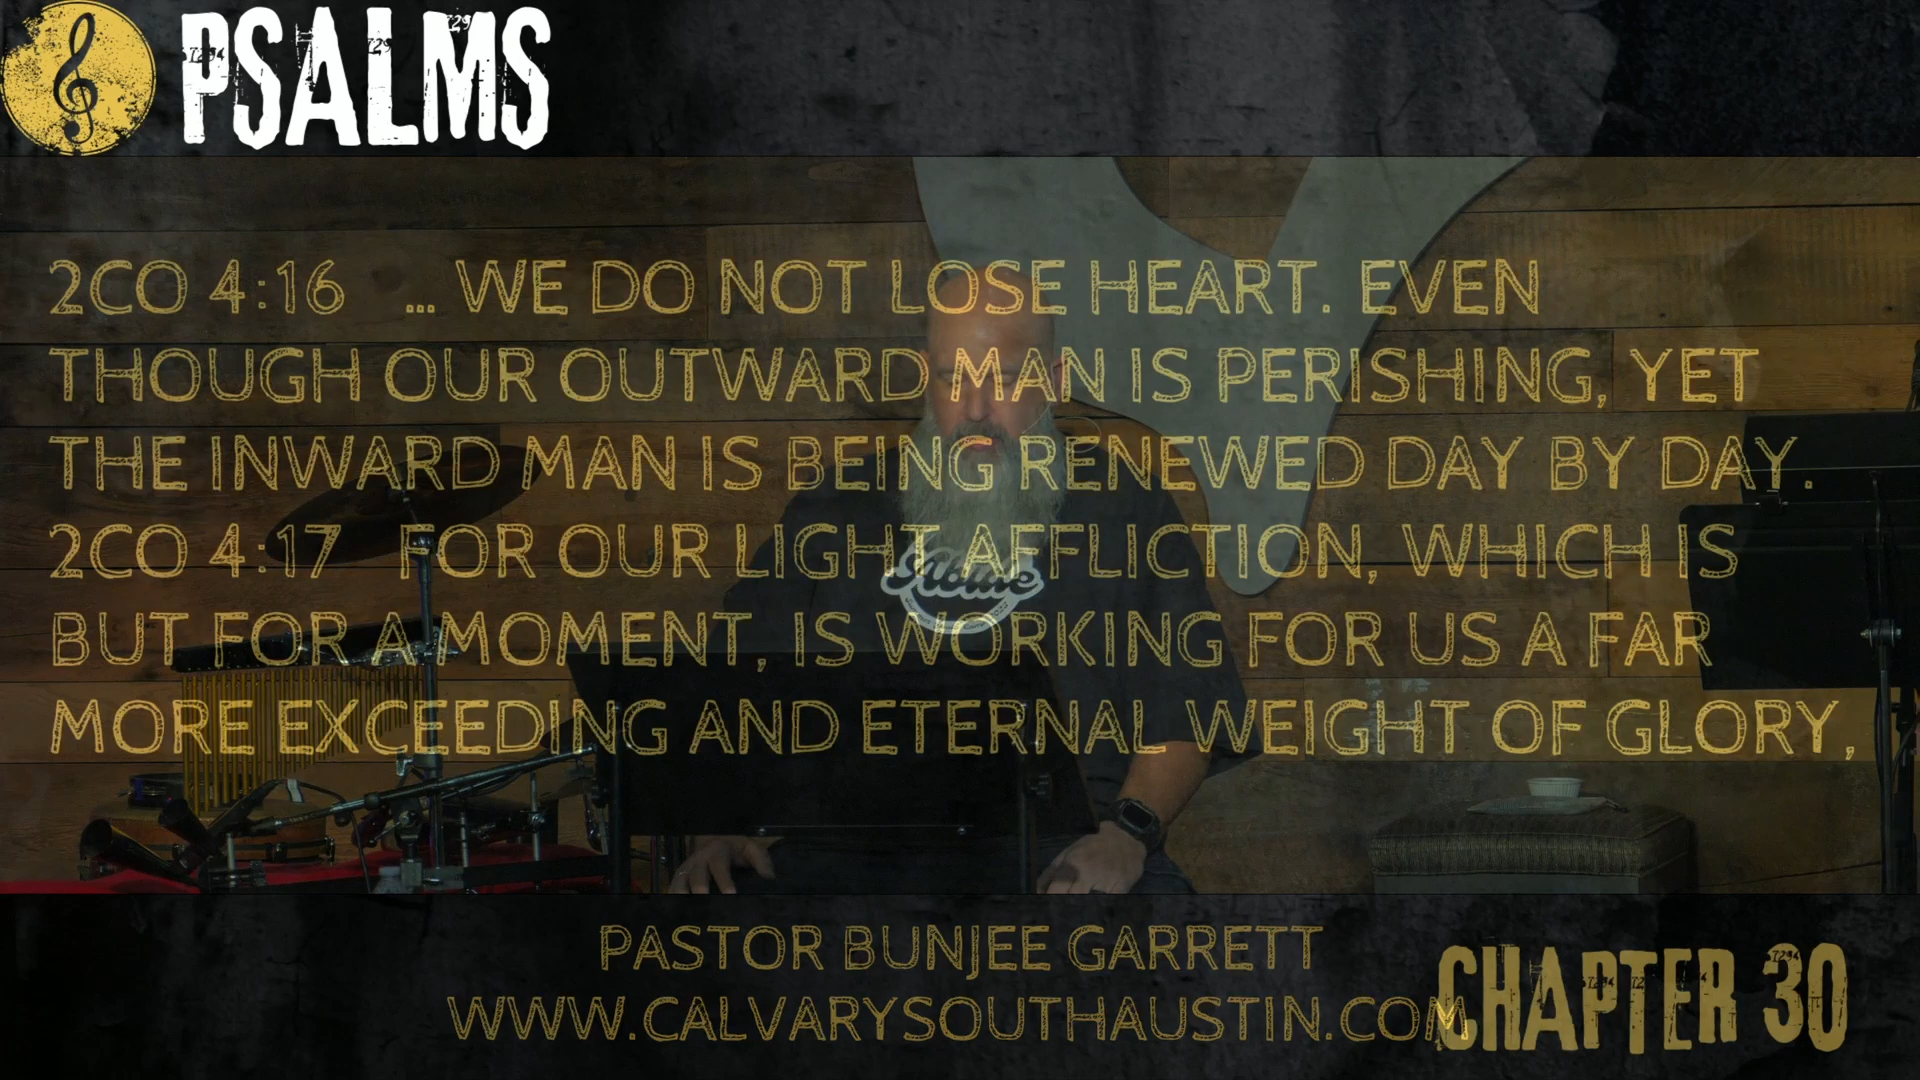 PSALMS
2CO 4:16 ... WE DO NOT LOSE HEART. EVEN
THOUGH OUR OUTWARD MAN IS PERISHING, YET
THE INWARD MAN IS BEING RENEWED DAY BY DAY.
2CO 4:17 FOR OUR LIGHT AFFLICTION, WHICH IS
BUT FOR A MOMENT, IS WORKING FOR US A FAR
MORE EXCEEDING AND ETERNAL WEIGHT OF GLORY,
Abide
PASTOR BUNJEE GARRETT
WWW.CALVARYSOUTHAUSTIN.COM
CHAPTER 30